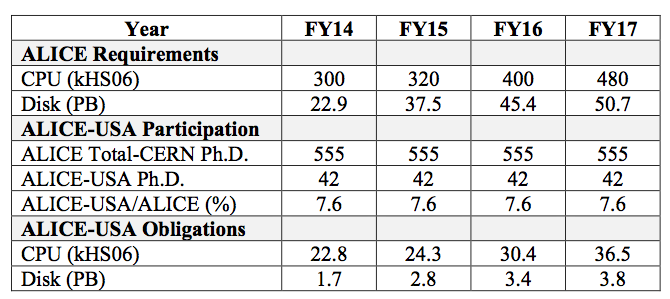 Year FY14 FY15 FY16 FY17
ALICE Requirements
CPU (kHS06) 300 320 400 480
Disk (PB) 22.9 37.5 45.4 50.7
ALICE-USA Participation
ALICE Total-CERN Ph.D. 555 555 555 555
ALICE-USA Ph.D. 42 42 42 42
ALICE-USA/ALICE (%) 7.6 7.6 7.6 7.6
ALICE-USA Obligations
CPU (kHS06) 22.8 24.3 30.4 36.5
Disk (PB) 1.7 2.8 3.4 3.8